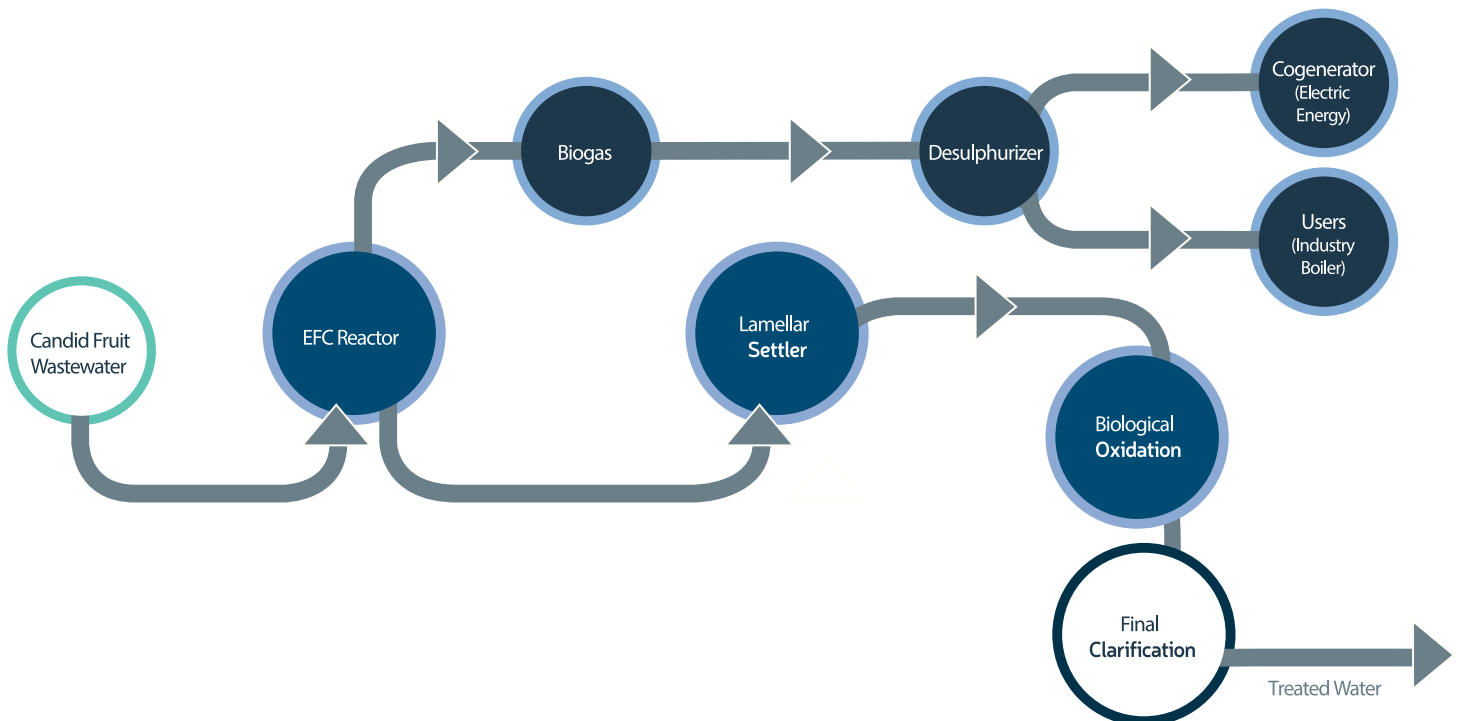 Cogenerator
(Electric
Energy)
Biogas
Desulphurizer
Users
(Industry
Boiler)
Candid Fruit
Wastewater
EFC Reactor
Lamellar
Settler
Biological
Oxidation
Final
Clarification
Treated Water